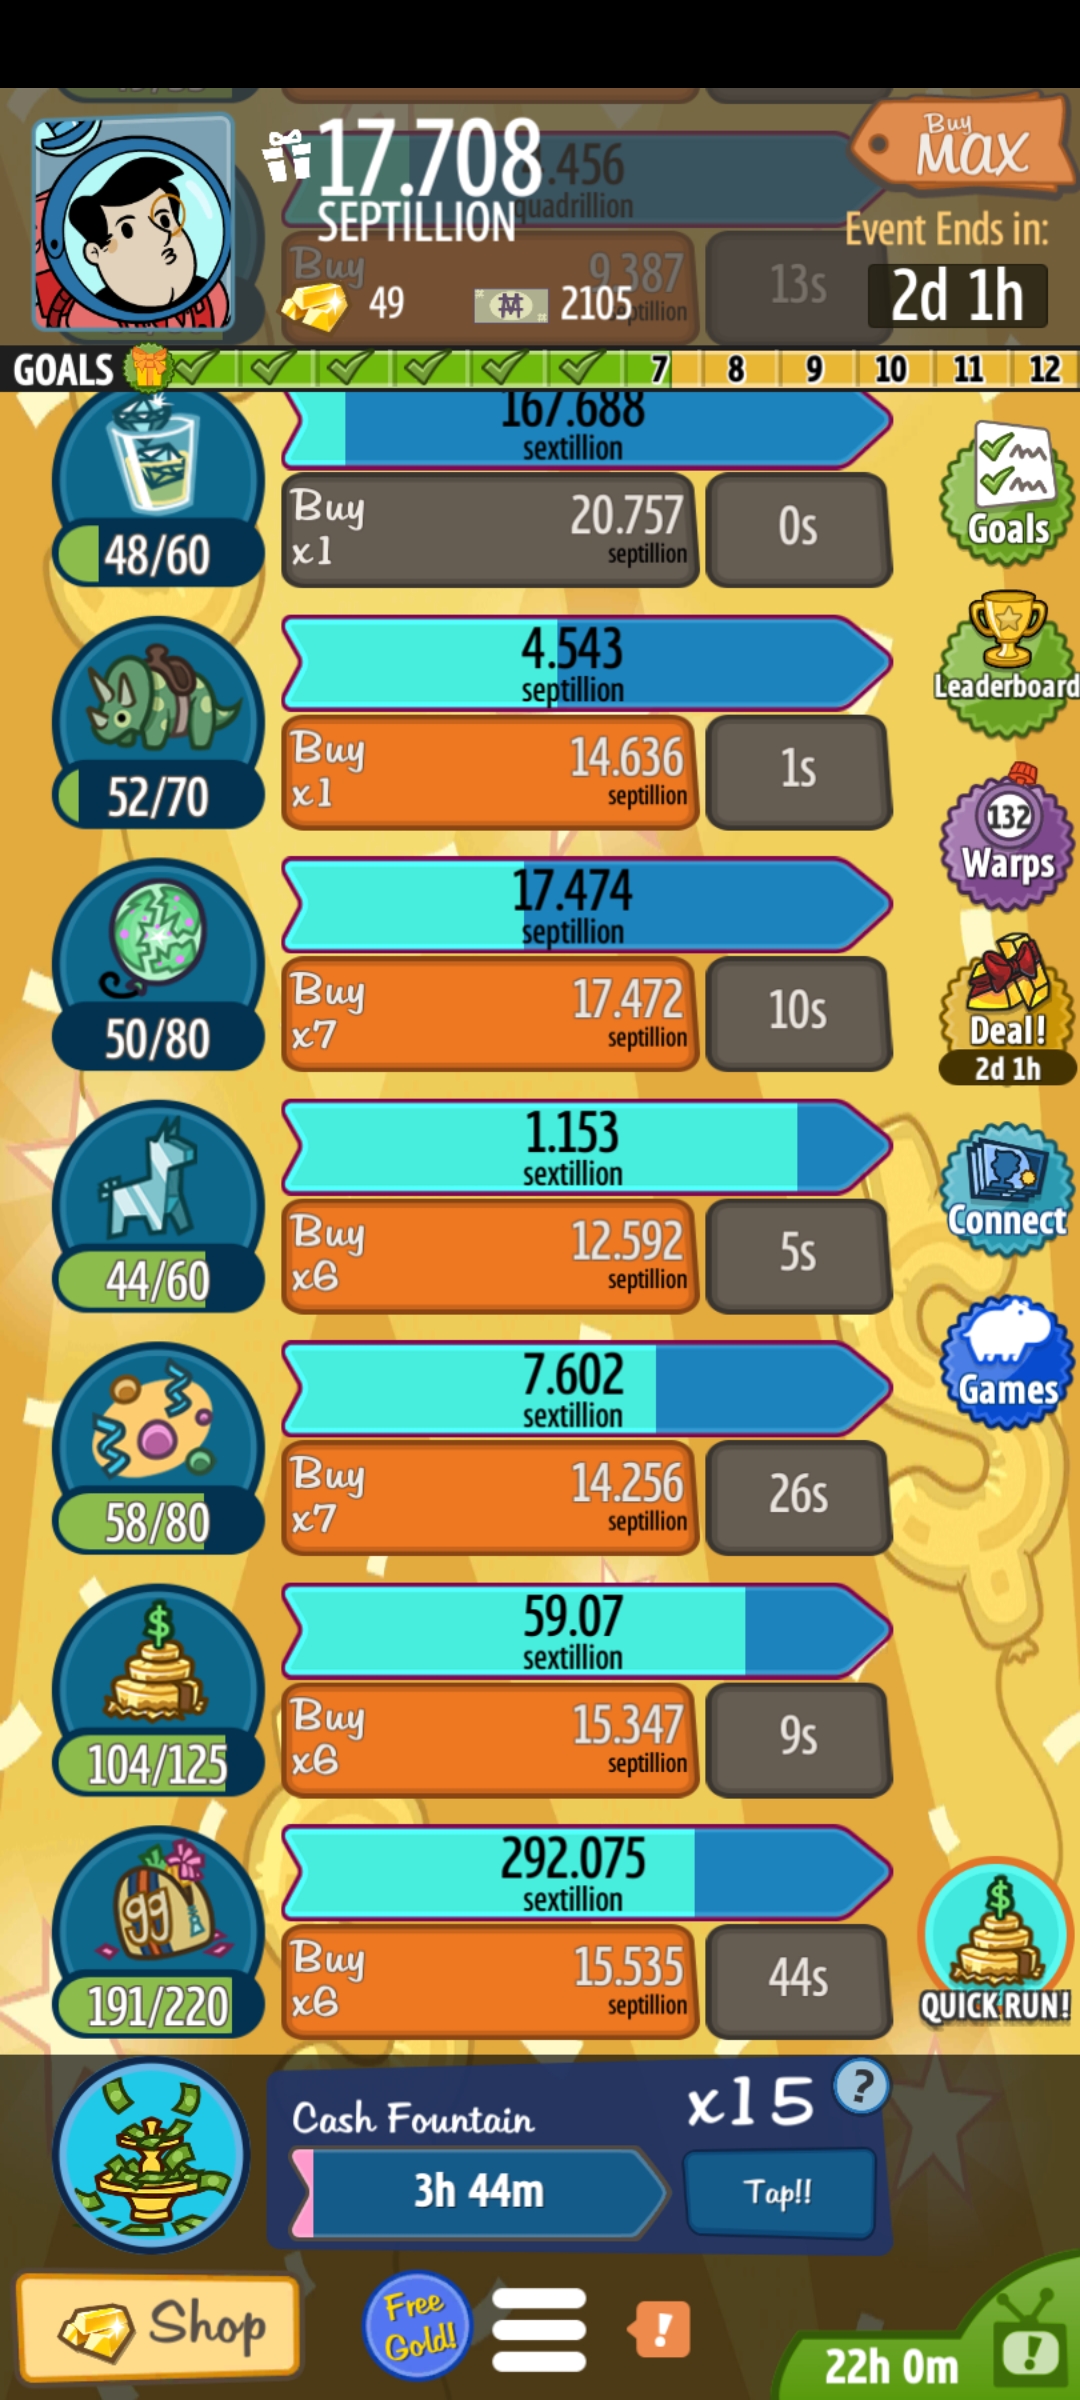 17.708
SEPTILLION
.456
quadrillion
Buy
MAX
Event Ends in:
2d 1h
49
2105
Buy
9.387
septillion
13s
GOALS
7
8
9
10
11
12
167.688
sextillion
Buy
x1
20.757
septillion
0s
48/60
Goals
4.543
septillion
Buy
x1
14.636
septillion
1s
52/70
Leaderboard
17.474
septillion
Buy
x7
17.472
septillion
10s
50/80
132
Warps
Deal!
2d 1h
1.153
sextillion
Buy
x6
12.592
septillion
5s
44/60
Connect
7.602
sextillion
Buy
x7
14.256
septillion
26s
58/80
Games
$
59.07
sextillion
Buy
x6
15.347
septillion
9s
104/125
99
292.075
sextillion
Buy
x6
15.535
septillion
44s
191/220
$
QUICK RUN!
Cash Fountain
x15
?
3h 44m
Tap!!
Shop
Free
Gold!
!
!
22h 0m